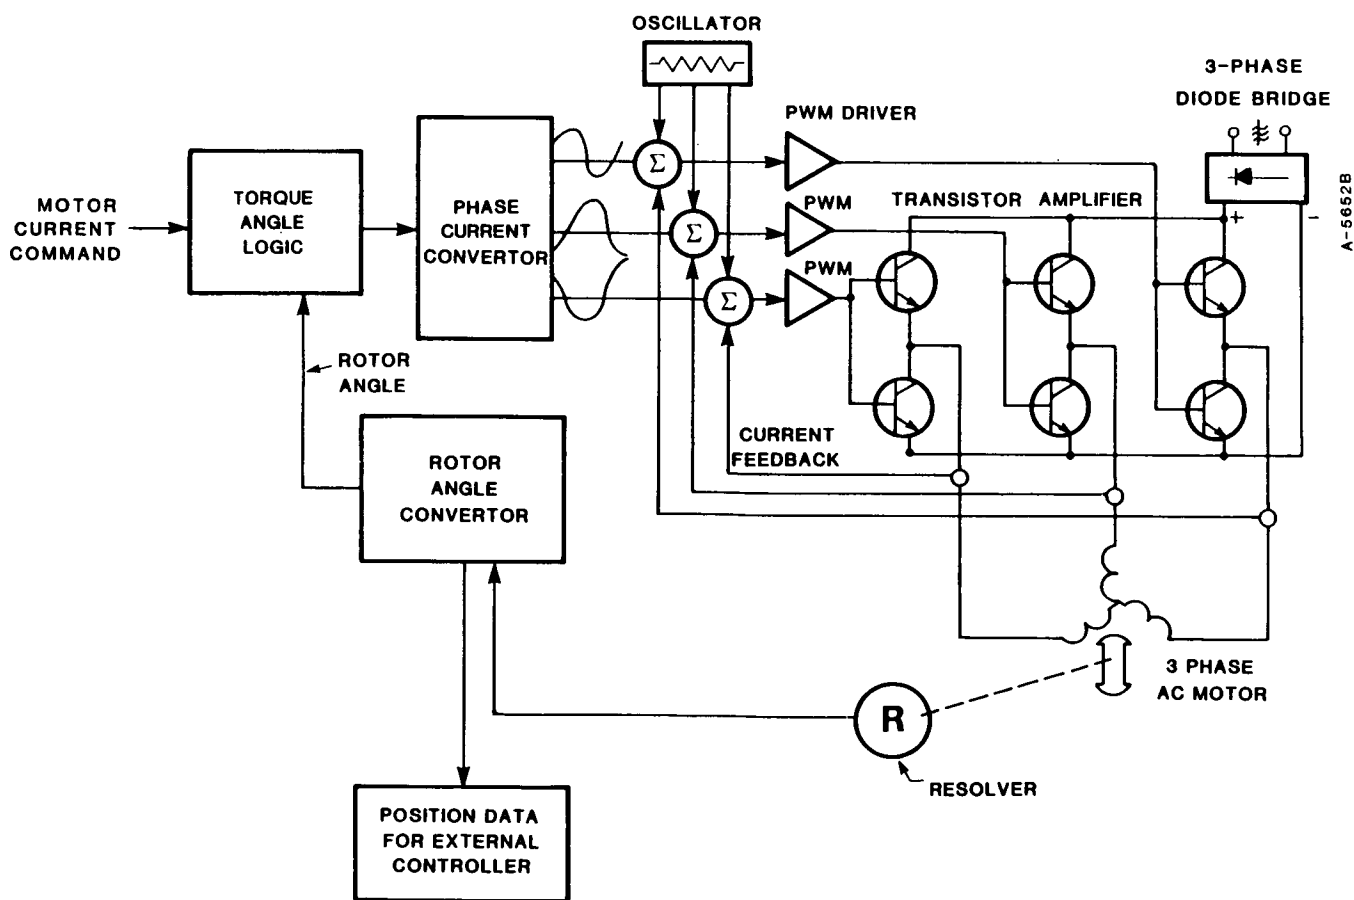 OSCILLATOR
3-PHASE
DIODE BRIDGE
PWM DRIVER
A-5652B
MOTOR
CURRENT
COMMAND
TORQUE
ANGLE
LOGIC
PHASE
CURRENT
CONVERTOR
Σ
Σ
Σ
PWM
PWM
TRANSISTOR AMPLIFIER
+
-
ROTOR
ANGLE
CURRENT
FEEDBACK
ROTOR
ANGLE
CONVERTOR
3 PHASE
AC MOTOR
R
RESOLVER
POSITION DATA
FOR EXTERNAL
CONTROLLER